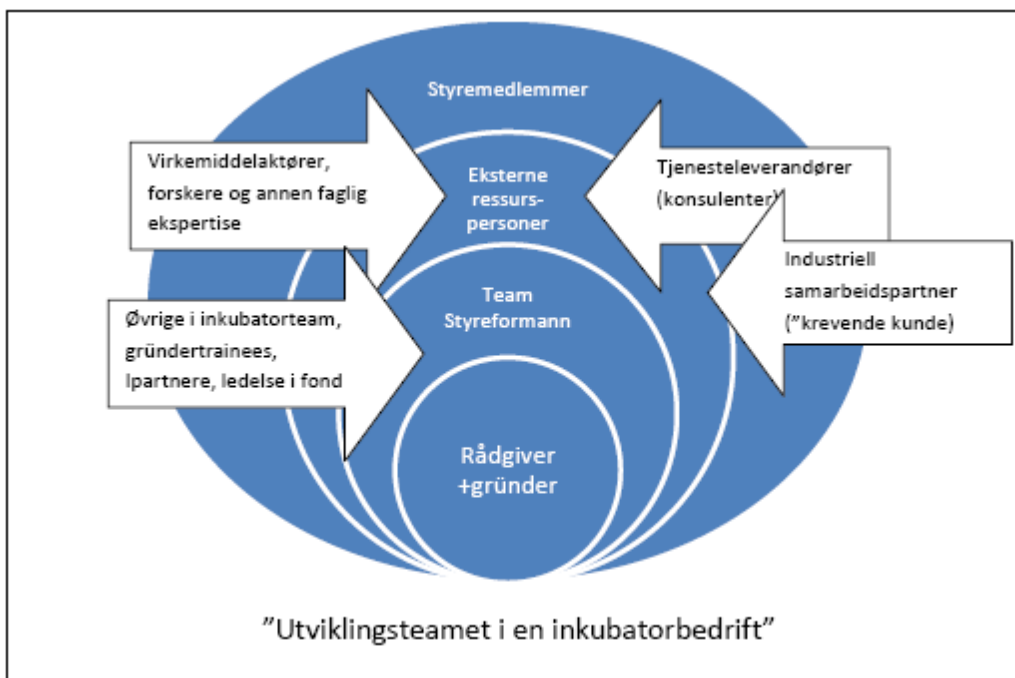 Styremedlemmer
Virkemiddelaktører,
forskere og annen faglig
ekspertise
Eksterne
ressurs-
personer
Tjenesteleverandører
(konsulenter)
Industriell
samarbeidspartner
("krevende kunde)
Øvrige i inkubatorteam,
gründertrainees,
Ipartnere, ledelse i fond
Team
Styreformann
Rådgiver
+gründer
"Utviklingsteamet i en inkubatorbedrift"